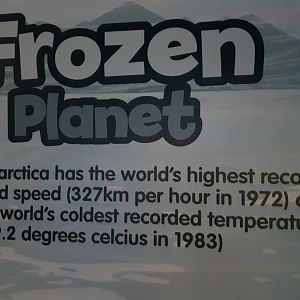 Frozen
Planet
arctica has the world's highest reco
d speed (327km per hour in 1972)
world's coldest recorded temperatu
.2 degrees celcius in 1983)